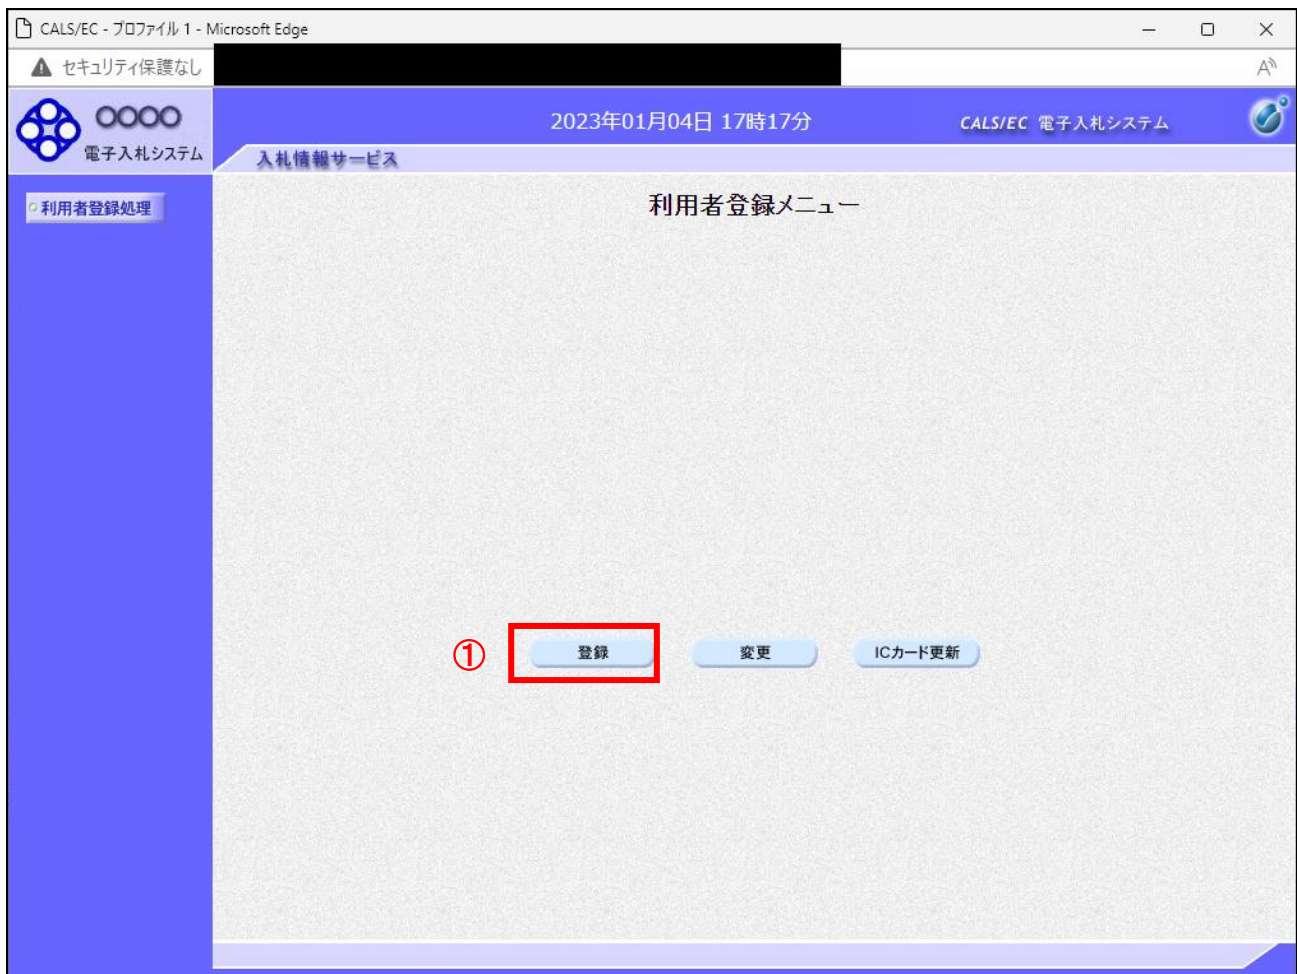 CALS/EC - プロファイル 1 - Microsoft Edge
セキュリティ保護なし
〇〇〇〇
電子入札システム
2023年01月04日 17時17分
CALS/EC 電子入札システム
入札情報サービス
利用者登録処理
利用者登録メニュー
① 登録 変更 ICカード更新